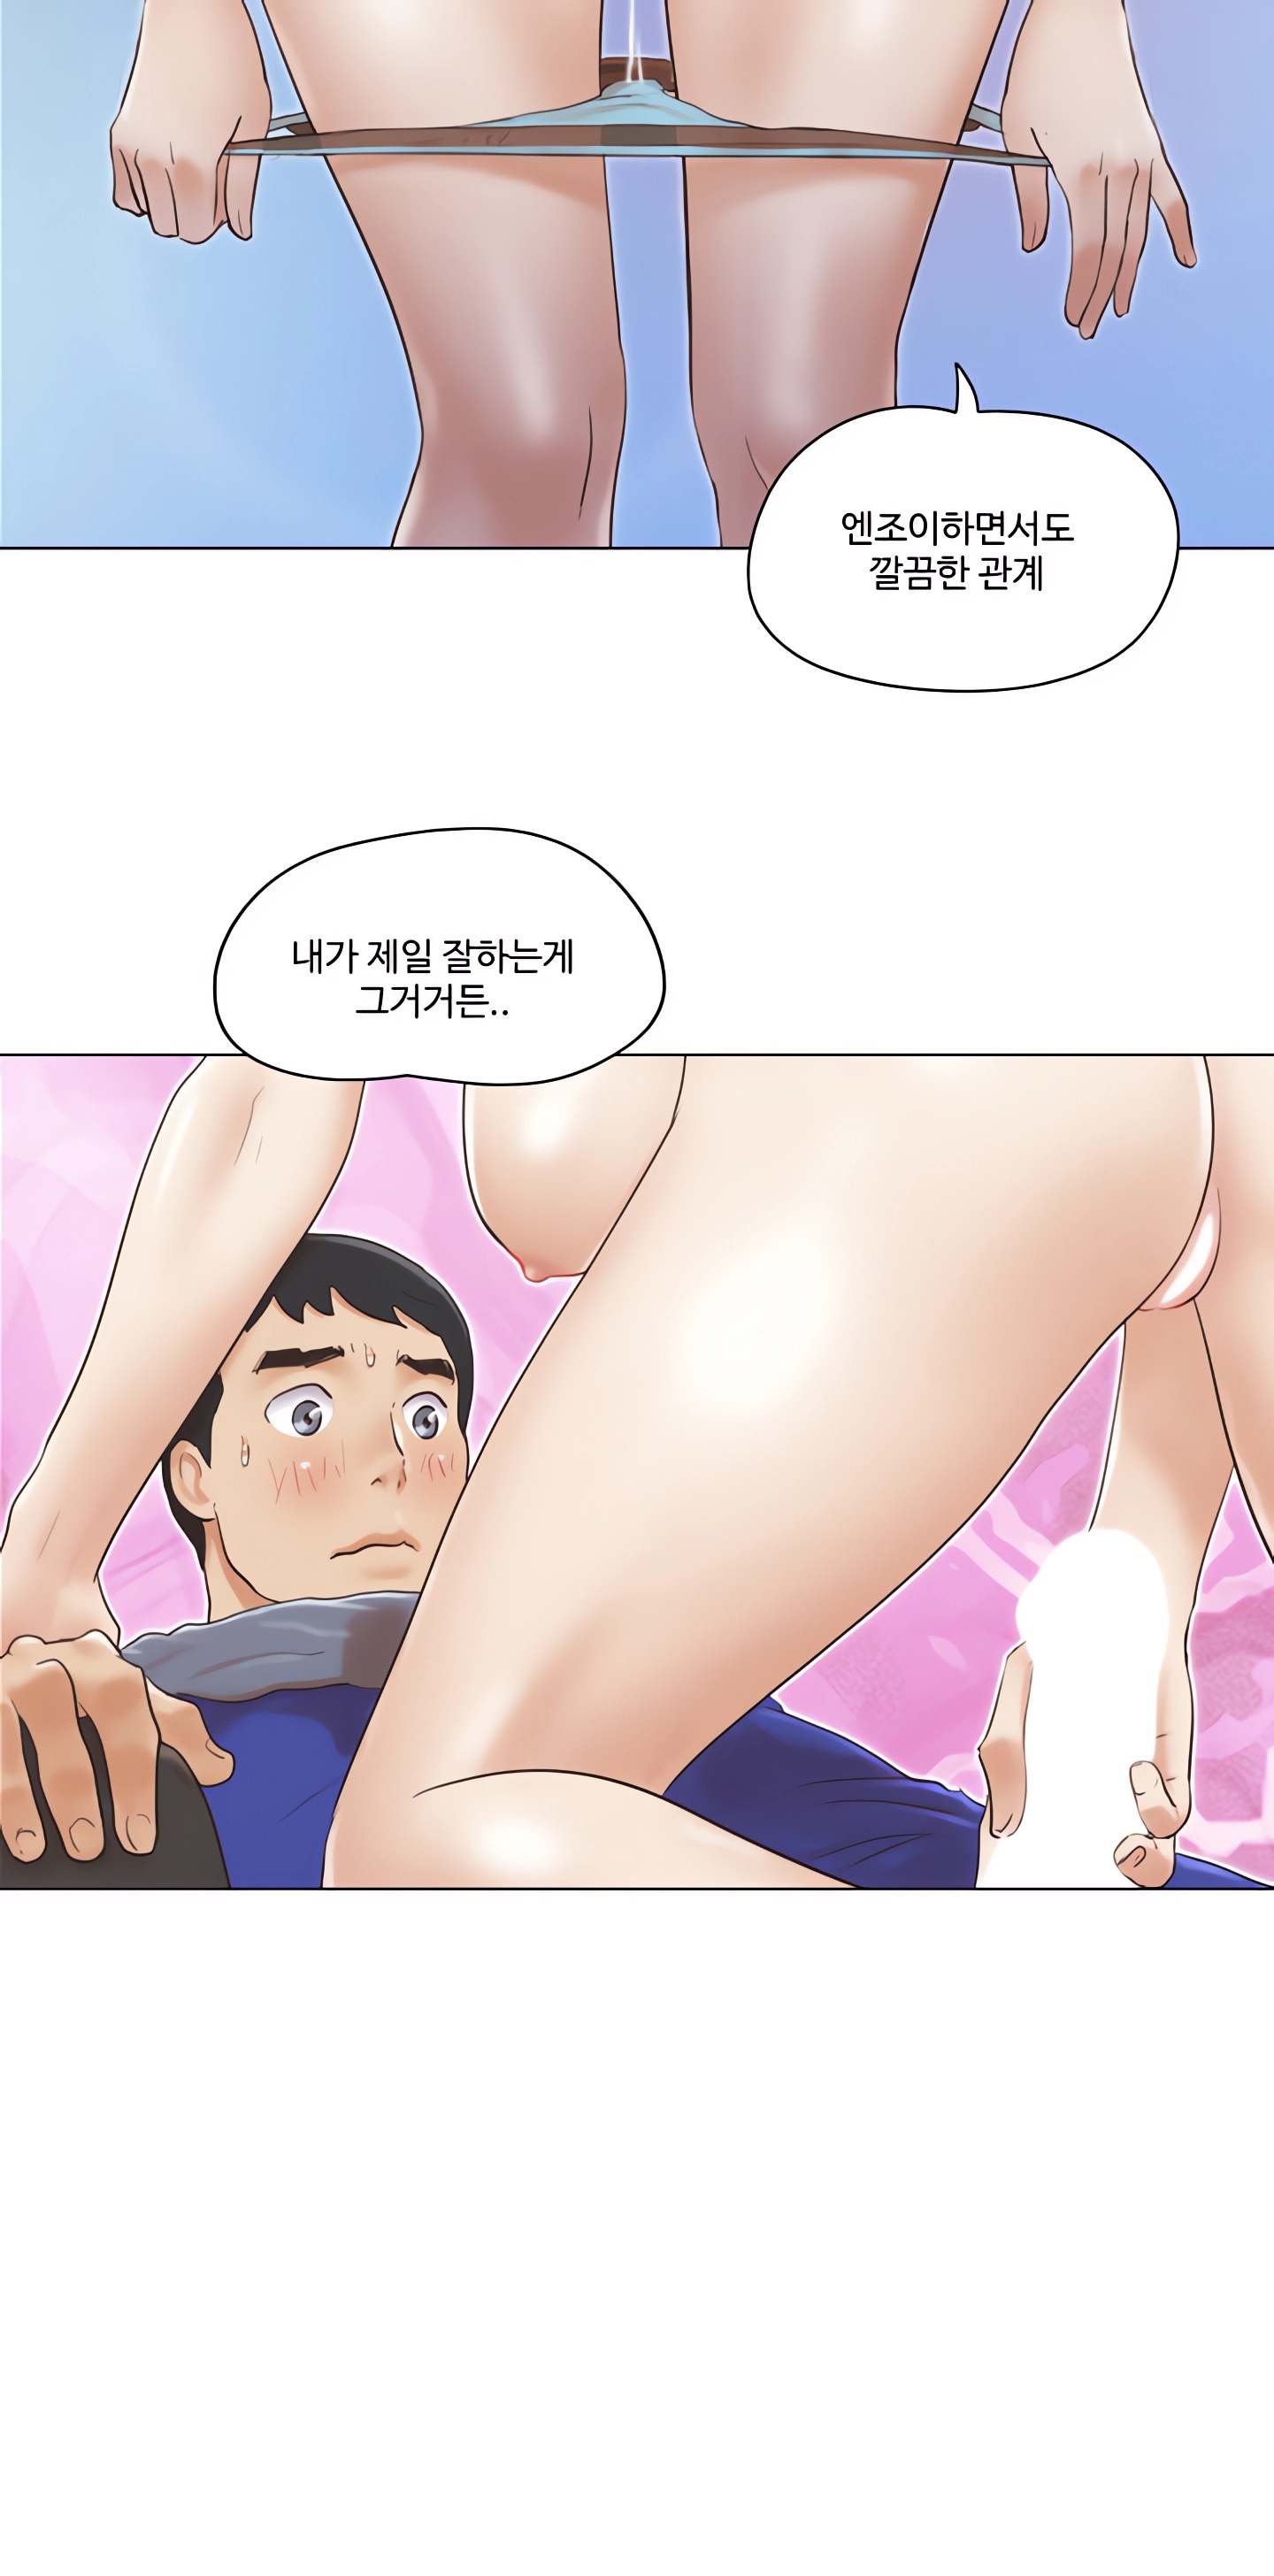 엔조이하면서도
깔끔한 관계
내가 제일 잘하는게
그거거든..